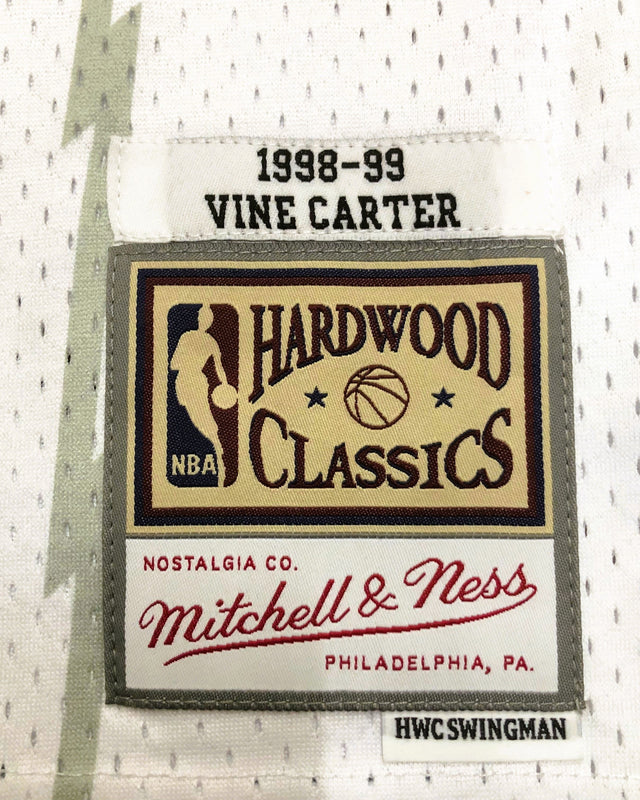 1998-99
VINE CARTER
HARDWOOD
CLASSICS
NBA
NOSTALGIA CO.
Mitchell & Ness
PHILADELPHIA, PA.
HWC SWINGMAN